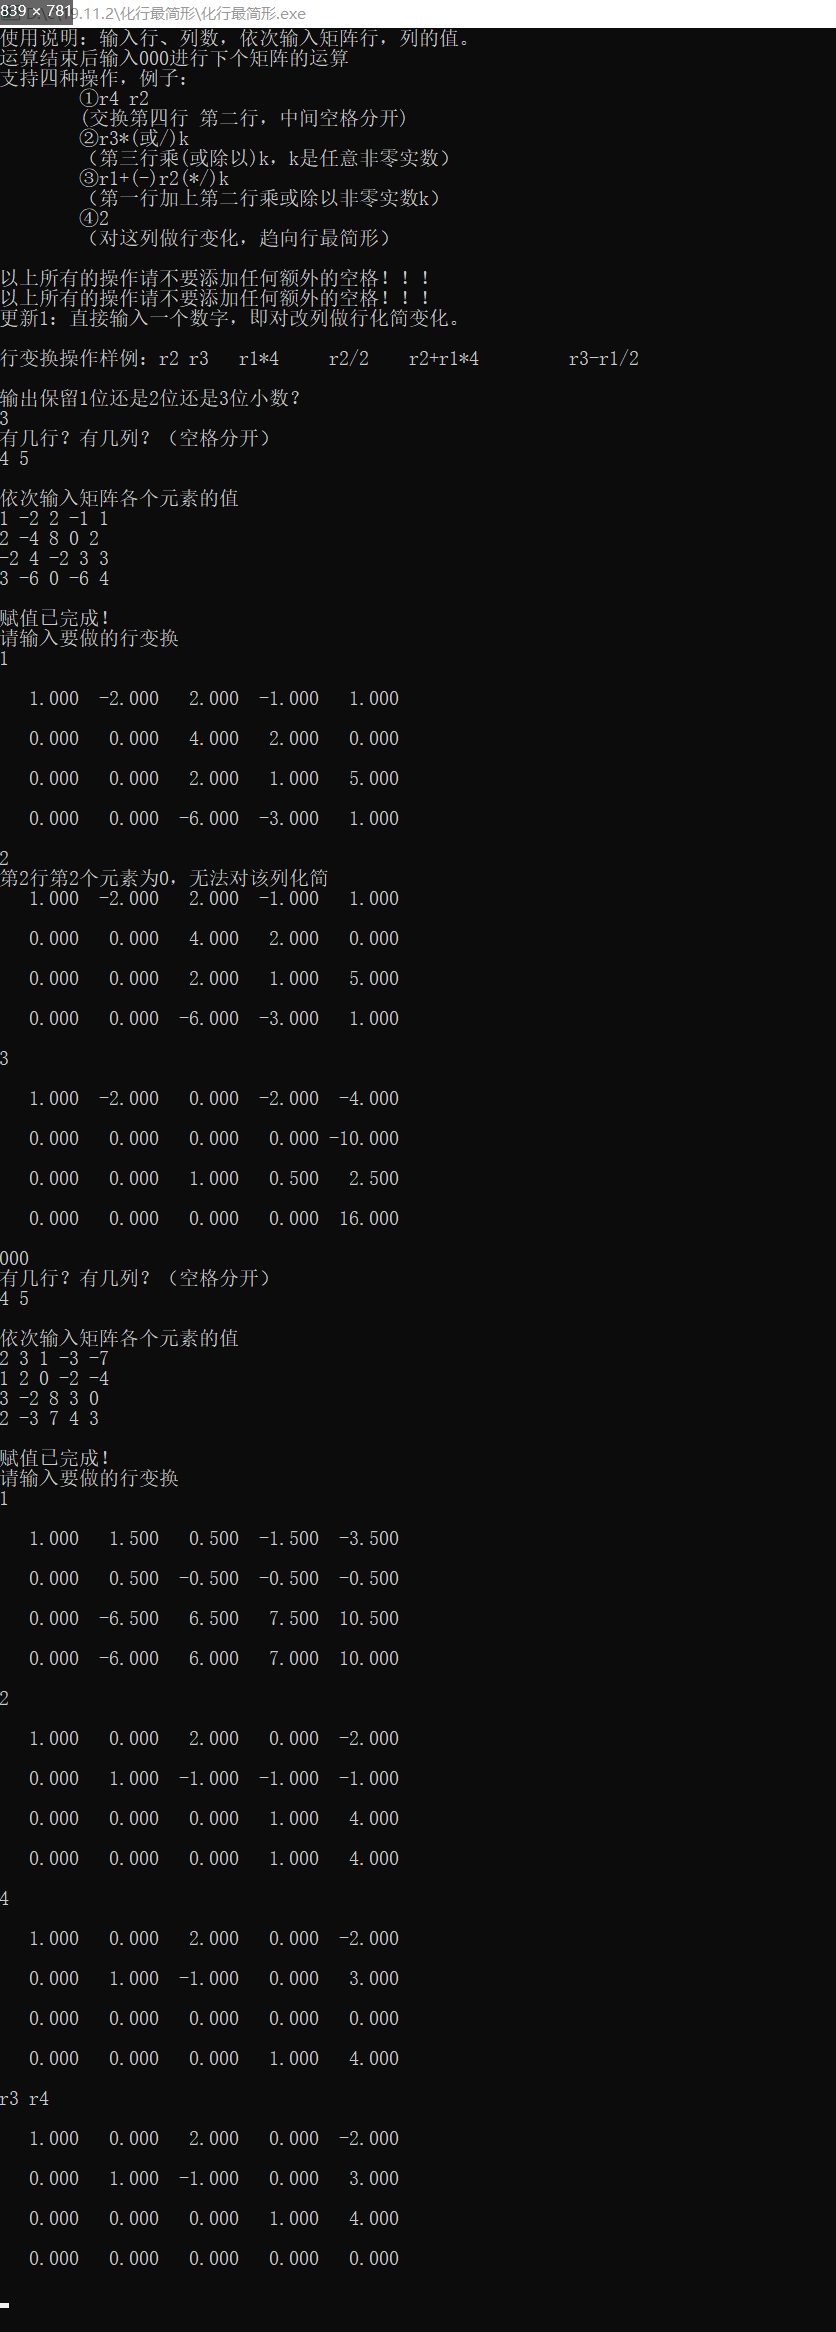 839 × 781
19.11.2\化行最简形\化行最简形.exe
使用说明：输入行、列数，依次输入矩阵行，列的值。
运算结束后输入000进行下个矩阵的运算
支持四种操作，例子：
①r4 r2
(交换第四行 第二行，中间空格分开)
②r3*(或/)k
（第三行乘(或除以)k，k是任意非零实数）
③r1+(-)r2(*/)k
（第一行加上第二行乘或除以非零实数k）
④2
（对这列做行变化，趋向行最简形）
以上所有的操作请不要添加任何额外的空格！！！
以上所有的操作请不要添加任何额外的空格！！！
更新1：直接输入一个数字，即对改列做行化简变化。
行变换操作样例：r2 r3 r1*4 r2/2 r2+r1*4 r3-r1/2
输出保留1位还是2位还是3位小数？
3
有几行？有几列？（空格分开）
4 5
依次输入矩阵各个元素的值
1 -2 2 -1 1
2 -4 8 0 2
-2 4 -2 3 3
3 -6 0 -6 4
赋值已完成！
请输入要做的行变换
1
1.000 -2.000 2.000 -1.000 1.000
0.000 0.000 4.000 2.000 0.000
0.000 0.000 2.000 1.000 5.000
0.000 0.000 -6.000 -3.000 1.000
2
第2行第2个元素为0，无法对该列化简
1.000 -2.000 2.000 -1.000 1.000
0.000 0.000 4.000 2.000 0.000
0.000 0.000 2.000 1.000 5.000
0.000 0.000 -6.000 -3.000 1.000
3
1.000 -2.000 0.000 -2.000 -4.000
0.000 0.000 0.000 0.000 -10.000
0.000 0.000 1.000 0.500 2.500
0.000 0.000 0.000 0.000 16.000
000
有几行？有几列？（空格分开）
4 5
依次输入矩阵各个元素的值
2 3 1 -3 -7
1 2 0 -2 -4
3 -2 8 3 0
2 -3 7 4 3
赋值已完成！
请输入要做的行变换
1
1.000 1.500 0.500 -1.500 -3.500
0.000 0.500 -0.500 -0.500 -0.500
0.000 -6.500 6.500 7.500 10.500
0.000 -6.000 6.000 7.000 10.000
2
1.000 0.000 2.000 0.000 -2.000
0.000 1.000 -1.000 -1.000 -1.000
0.000 0.000 0.000 1.000 4.000
0.000 0.000 0.000 1.000 4.000
4
1.000 0.000 2.000 0.000 -2.000
0.000 1.000 -1.000 0.000 3.000
0.000 0.000 0.000 0.000 0.000
0.000 0.000 0.000 1.000 4.000
r3 r4
1.000 0.000 2.000 0.000 -2.000
0.000 1.000 -1.000 0.000 3.000
0.000 0.000 0.000 1.000 4.000
0.000 0.000 0.000 0.000 0.000